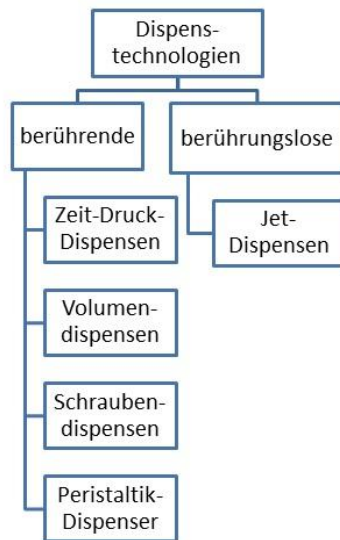 Dispens-
technologien
berührende
berührungslose
Zeit-Druck-
Dispensen
Jet-
Dispensen
Volumen-
dispensen
Schrauben-
dispensen
Peristaltik-
Dispenser